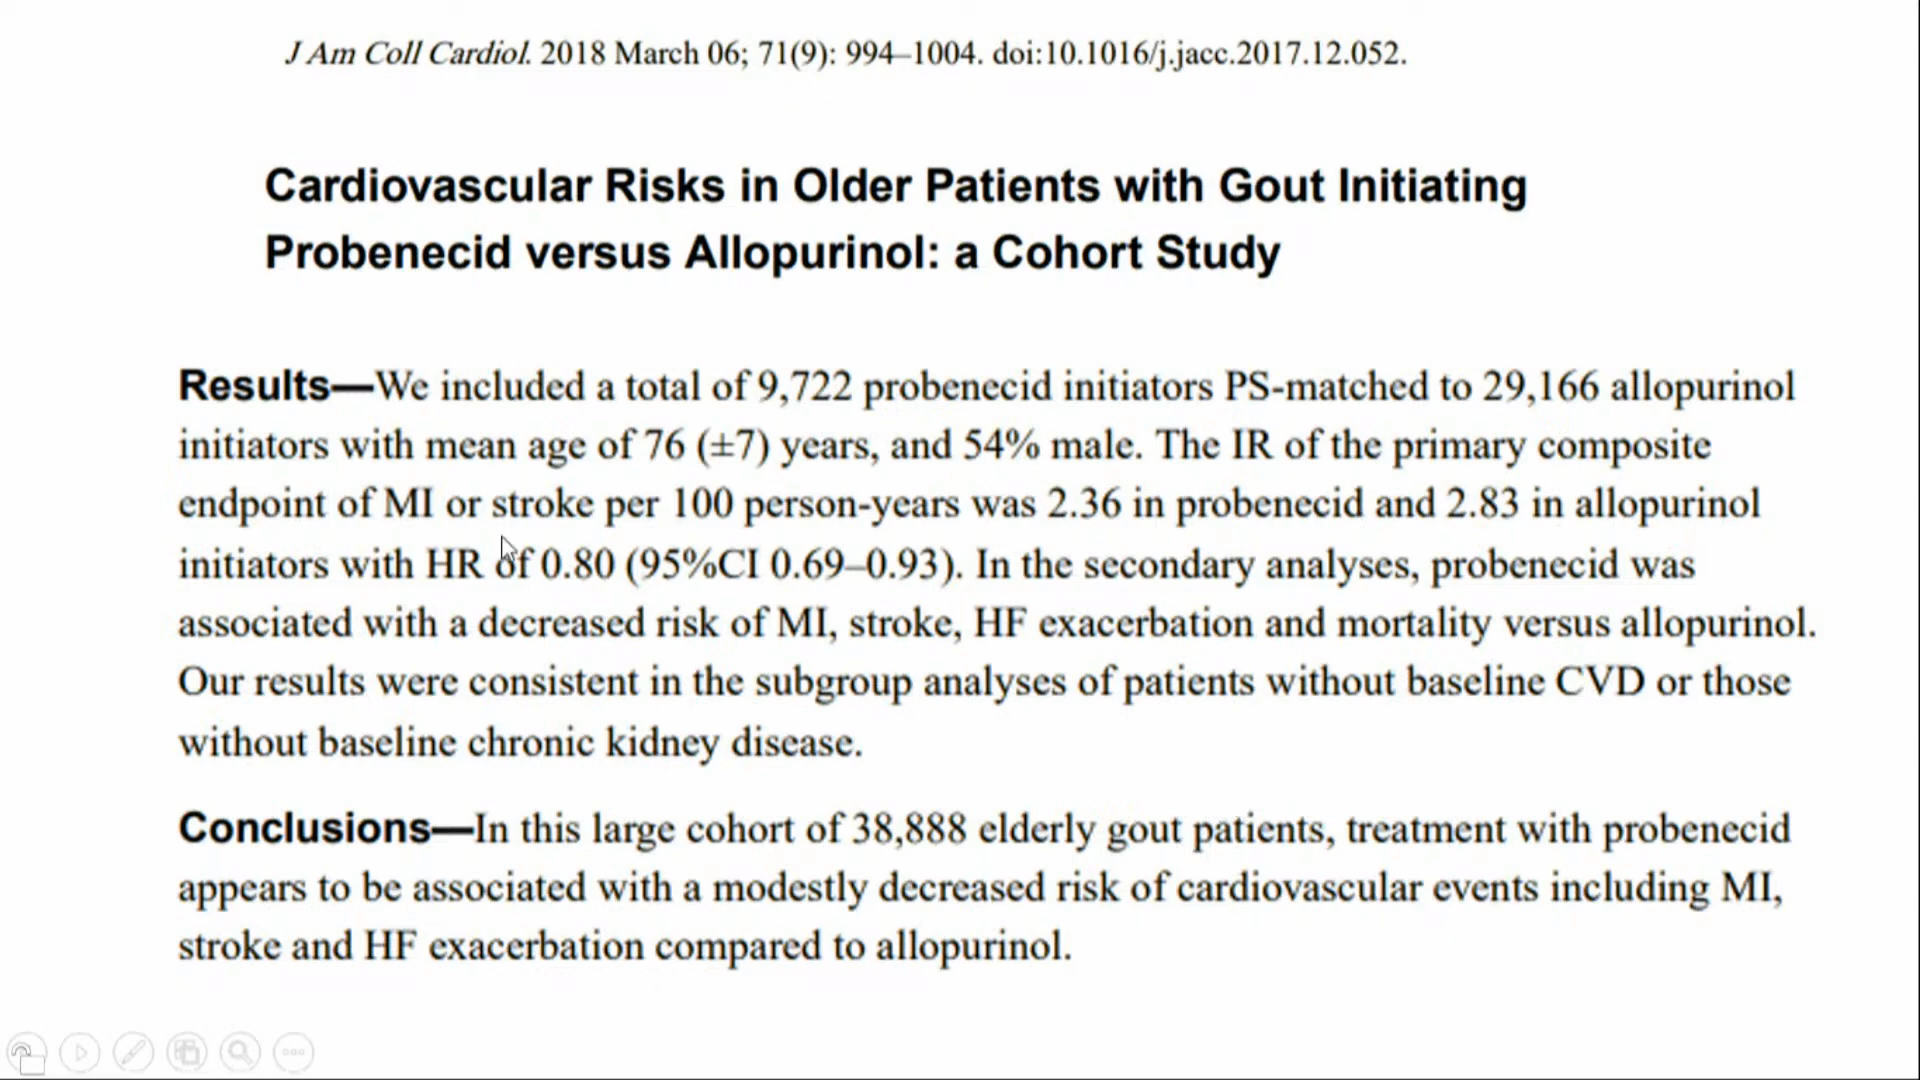 J Am Coll Cardiol. 2018 March 06; 71(9): 994–1004. doi:10.1016/j.jacc.2017.12.052.
Cardiovascular Risks in Older Patients with Gout Initiating
Probenecid versus Allopurinol: a Cohort Study
Results—We included a total of 9,722 probenecid initiators PS-matched to 29,166 allopurinol
initiators with mean age of 76 (±7) years, and 54% male. The IR of the primary composite
endpoint of MI or stroke per 100 person-years was 2.36 in probenecid and 2.83 in allopurinol
initiators with HR of 0.80 (95%CI 0.69–0.93). In the secondary analyses, probenecid was
associated with a decreased risk of MI, stroke, HF exacerbation and mortality versus allopurinol.
Our results were consistent in the subgroup analyses of patients without baseline CVD or those
without baseline chronic kidney disease.
Conclusions—In this large cohort of 38,888 elderly gout patients, treatment with probenecid
appears to be associated with a modestly decreased risk of cardiovascular events including MI,
stroke and HF exacerbation compared to allopurinol.